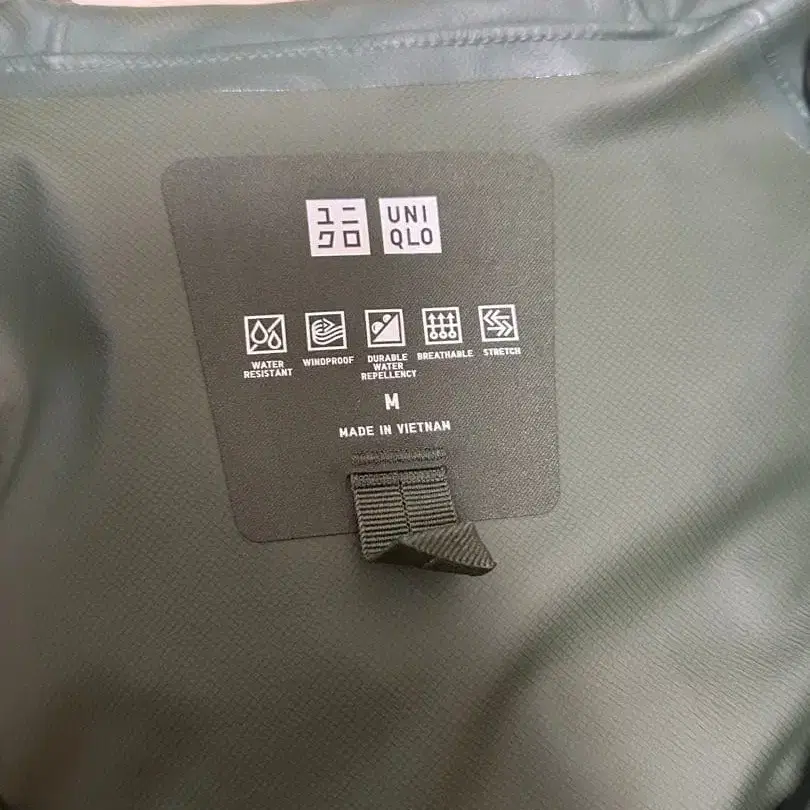 ユニ UNI
クロ QLO
WATER RESISTANT
WINDPROOF
DURABLE WATER REPELLENCY
BREATHABLE
STRETCH
M
MADE IN VIETNAM